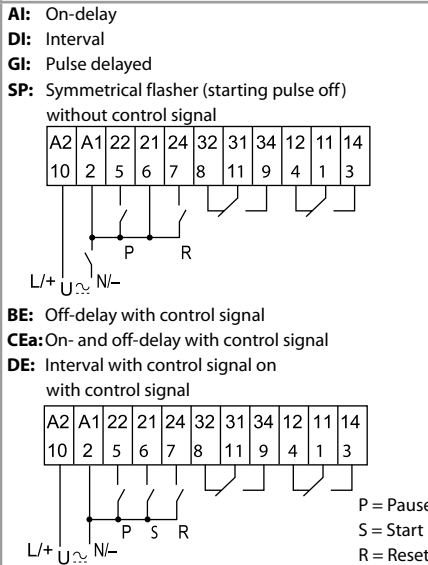 AI: On-delay
DI: Interval
GI: Pulse delayed
SP: Symmetrical flasher (starting pulse off)
without control signal
A2 A1 22 21 24 32 31 34 12 11 14
10 2 5 6 7 8 11 9 4 1 3
P R
L/+ U≂ N/–
BE: Off-delay with control signal
CEa: On- and off-delay with control signal
DE: Interval with control signal on
with control signal
A2 A1 22 21 24 32 31 34 12 11 14
10 2 5 6 7 8 11 9 4 1 3
P S R
L/+ U≂ N/–
P = Pause
S = Start
R = Reset